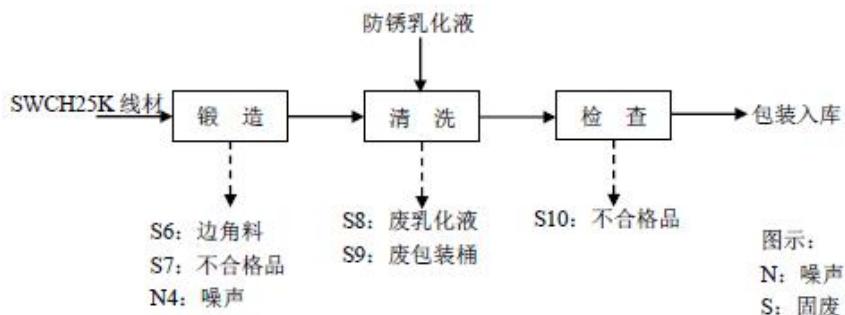 防锈乳化液
SWCH25K 线材
锻 造
清 洗
检 查
包装入库
S6：边角料
S7：不合格品
N4：噪声
S8：废乳化液
S9：废包装桶
S10：不合格品
图示：
N：噪声
S：固废